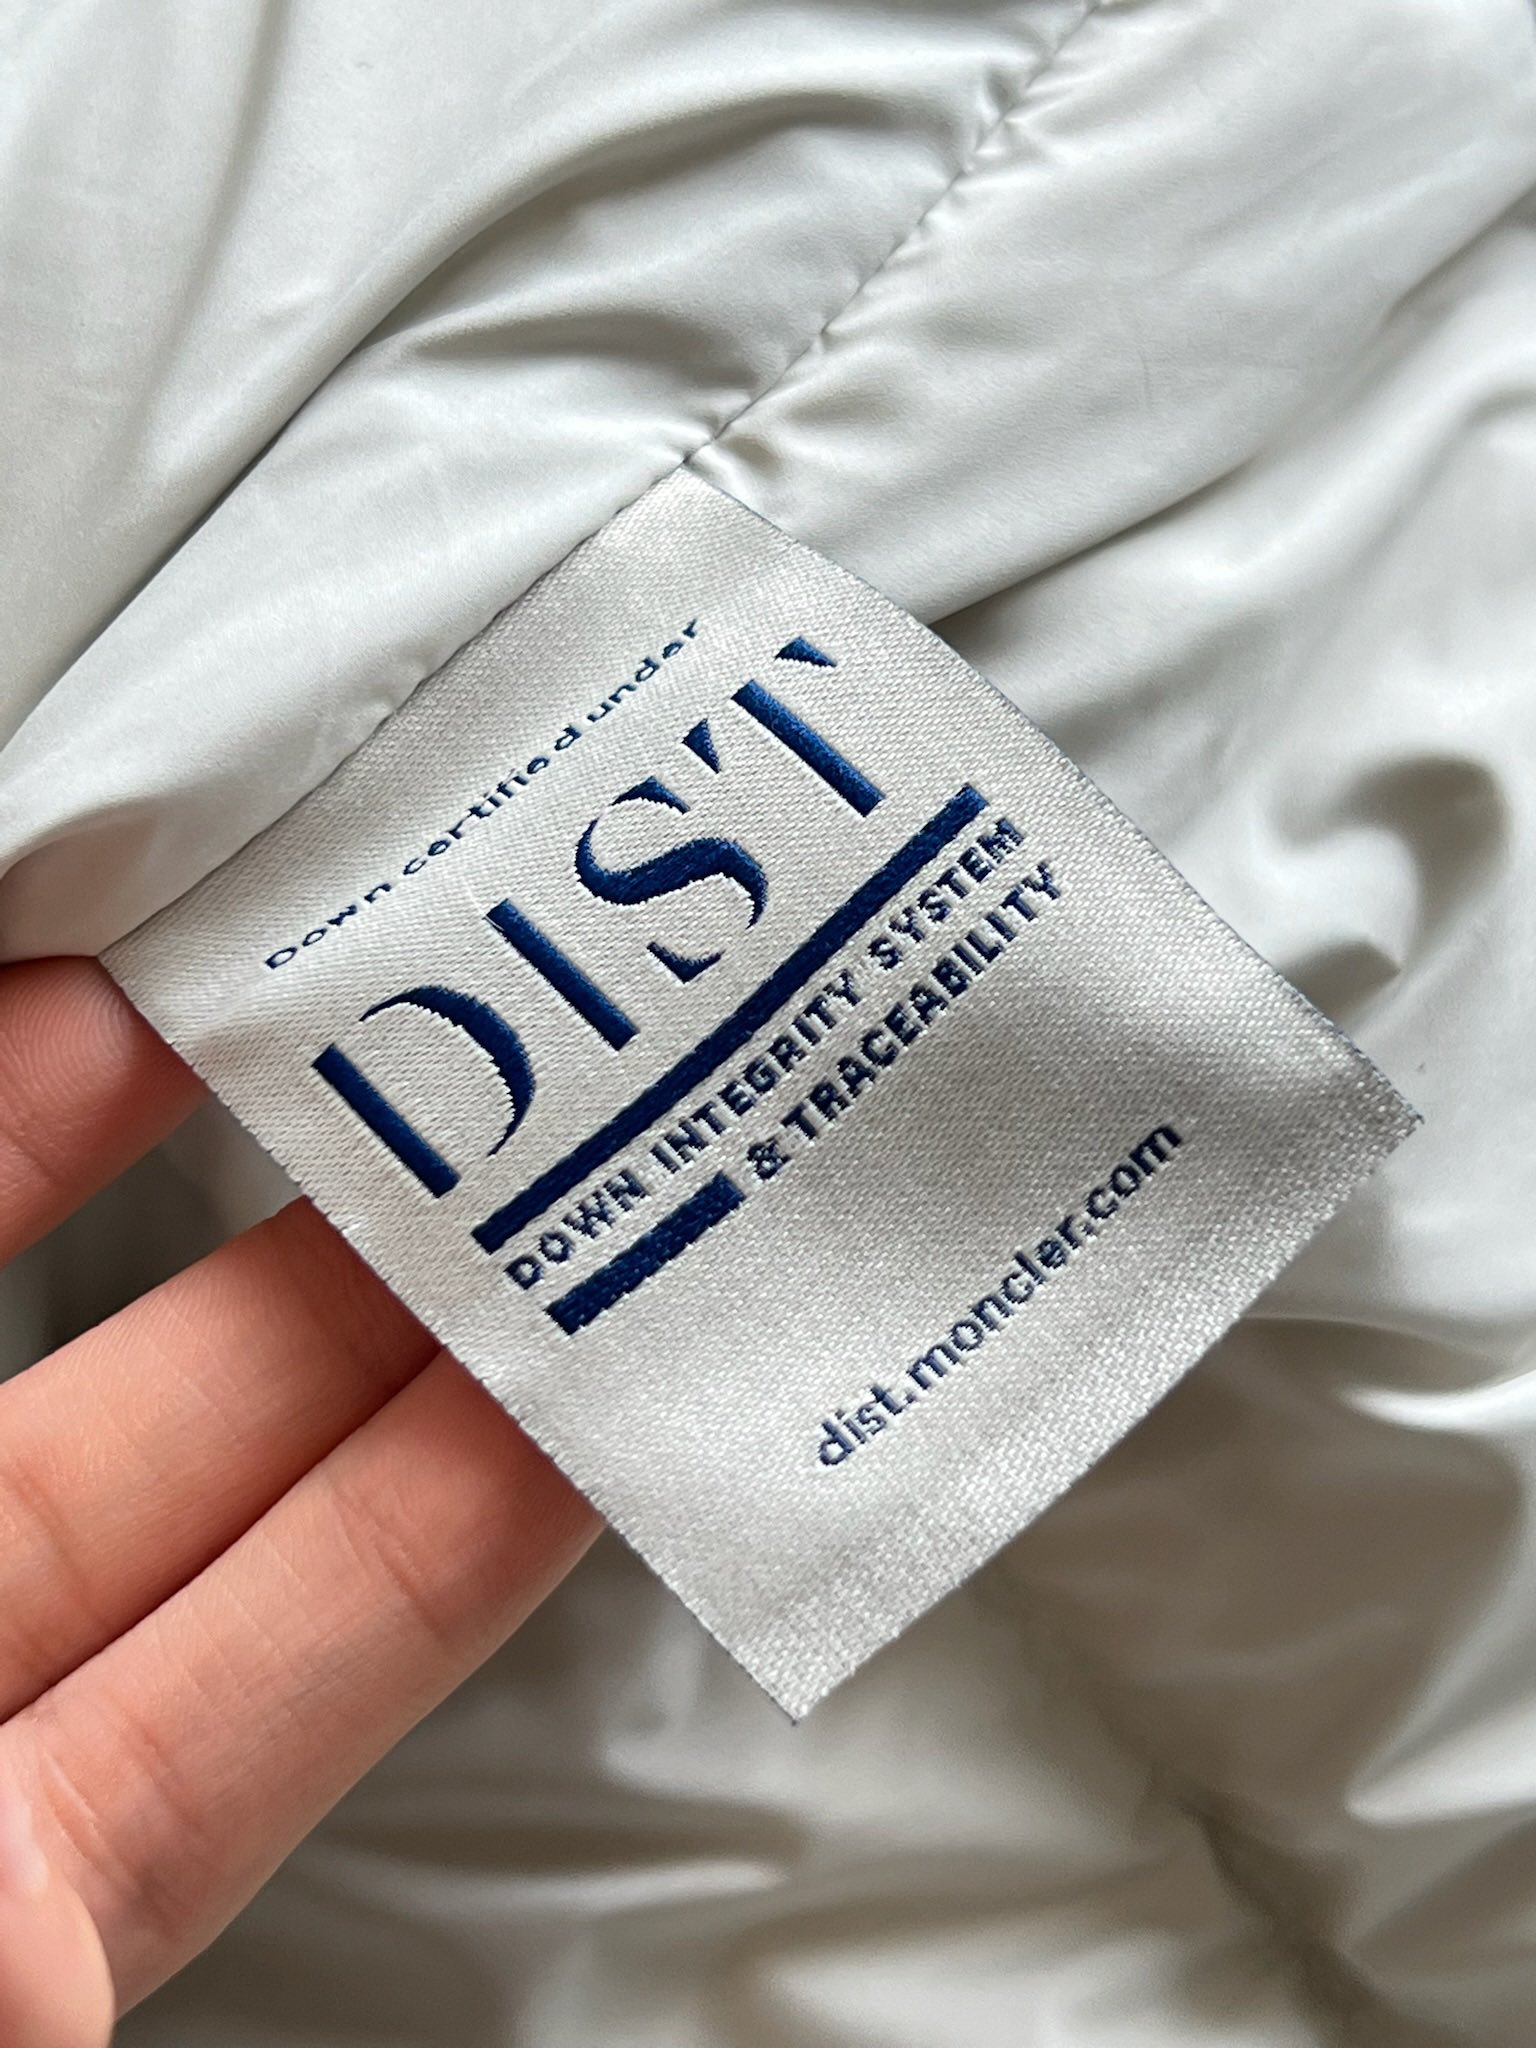 Down certified under
DIST
DOWN INTEGRITY SYSTEM
& TRACEABILITY
dist.moncler.com